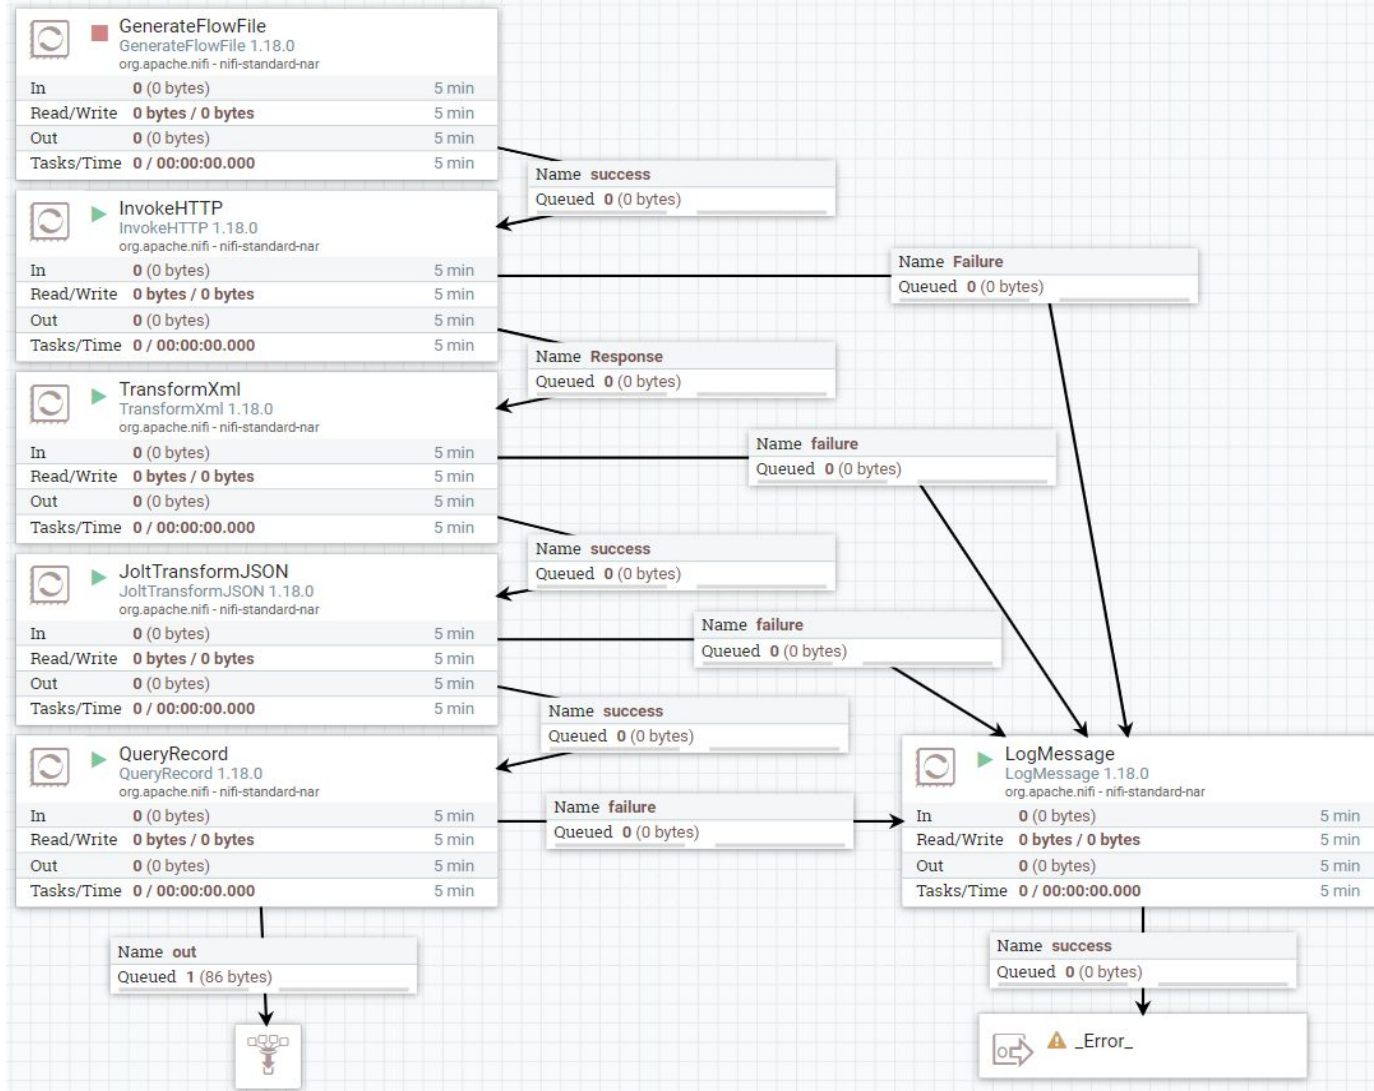 GenerateFlowFile
GenerateFlowFile 1.18.0
org.apache.nifi - nifi-standard-nar
In 0 (0 bytes) 5 min
Read/Write 0 bytes / 0 bytes 5 min
Out 0 (0 bytes) 5 min
Tasks/Time 0 / 00:00:00.000 5 min
Name success
Queued 0 (0 bytes)
InvokeHTTP
InvokeHTTP 1.18.0
org.apache.nifi - nifi-standard-nar
In 0 (0 bytes) 5 min
Read/Write 0 bytes / 0 bytes 5 min
Out 0 (0 bytes) 5 min
Tasks/Time 0 / 00:00:00.000 5 min
Name Failure
Queued 0 (0 bytes)
Name Response
Queued 0 (0 bytes)
TransformXml
TransformXml 1.18.0
org.apache.nifi - nifi-standard-nar
In 0 (0 bytes) 5 min
Read/Write 0 bytes / 0 bytes 5 min
Out 0 (0 bytes) 5 min
Tasks/Time 0 / 00:00:00.000 5 min
Name failure
Queued 0 (0 bytes)
Name success
Queued 0 (0 bytes)
JoltTransformJSON
JoltTransformJSON 1.18.0
org.apache.nifi - nifi-standard-nar
In 0 (0 bytes) 5 min
Read/Write 0 bytes / 0 bytes 5 min
Out 0 (0 bytes) 5 min
Tasks/Time 0 / 00:00:00.000 5 min
Name failure
Queued 0 (0 bytes)
Name success
Queued 0 (0 bytes)
QueryRecord
QueryRecord 1.18.0
org.apache.nifi - nifi-standard-nar
In 0 (0 bytes) 5 min
Read/Write 0 bytes / 0 bytes 5 min
Out 0 (0 bytes) 5 min
Tasks/Time 0 / 00:00:00.000 5 min
Name failure
Queued 0 (0 bytes)
LogMessage
LogMessage 1.18.0
org.apache.nifi - nifi-standard-nar
In 0 (0 bytes) 5 min
Read/Write 0 bytes / 0 bytes 5 min
Out 0 (0 bytes) 5 min
Tasks/Time 0 / 00:00:00.000 5 min
Name out
Queued 1 (86 bytes)
Name success
Queued 0 (0 bytes)
_Error_